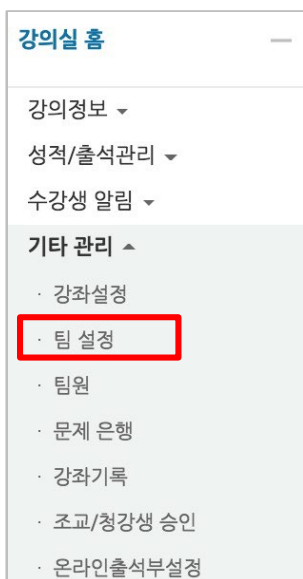 강의실 홈
강의정보
성적/출석관리
수강생 알림
기타 관리
· 강좌설정
· 팀 설정
· 팀원
· 문제 은행
· 강좌기록
· 조교/청강생 승인
· 온라인출석부설정